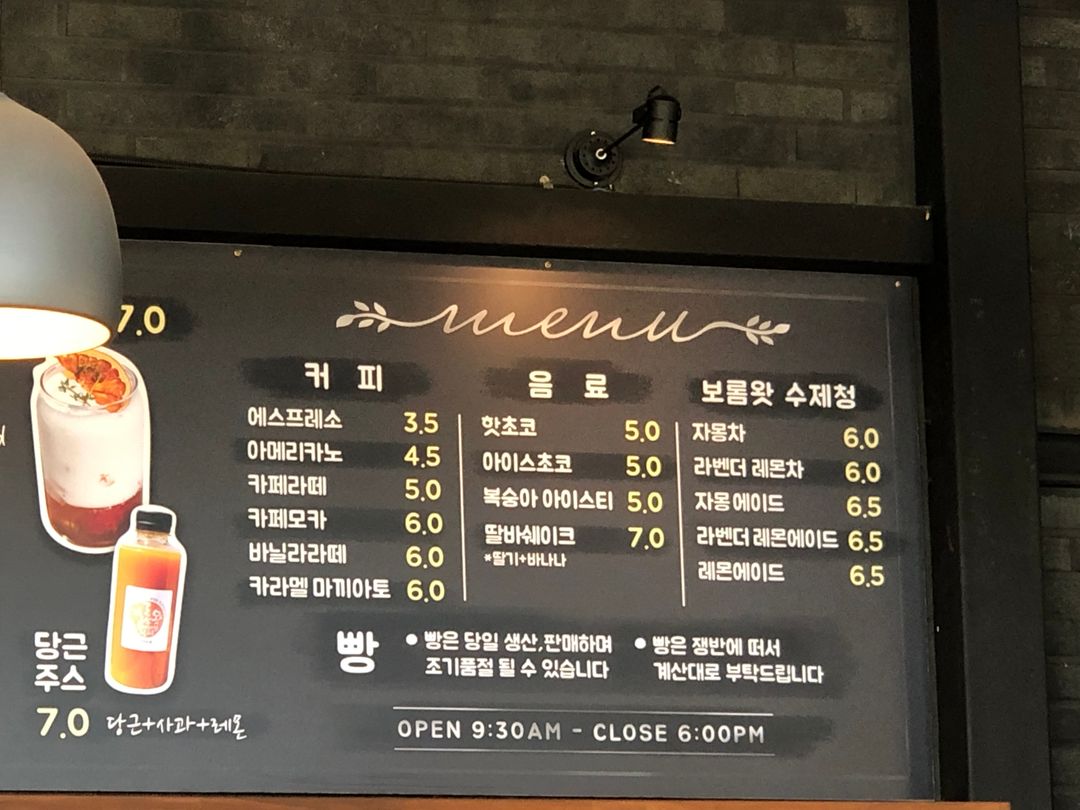 7.0
menu
커 피
에스프레소 3.5
아메리카노 4.5
카페라떼 5.0
카페모카 6.0
바닐라라떼 6.0
카라멜 마끼아토 6.0
음 료
핫초코 5.0
아이스초코 5.0
복숭아 아이스티 5.0
딸바쉐이크 7.0
*딸기+바나나
보롬왓 수제청
자몽차 6.0
라벤더 레몬차 6.0
자몽에이드 6.5
라벤더 레몬에이드 6.5
레몬에이드 6.5
당근
주스
7.0 당근+사과+레몬
빵
● 빵은 당일 생산,판매하며
조기품절 될 수 있습니다
● 빵은 쟁반에 떠서
계산대로 부탁드립니다
OPEN 9:30AM - CLOSE 6:00PM